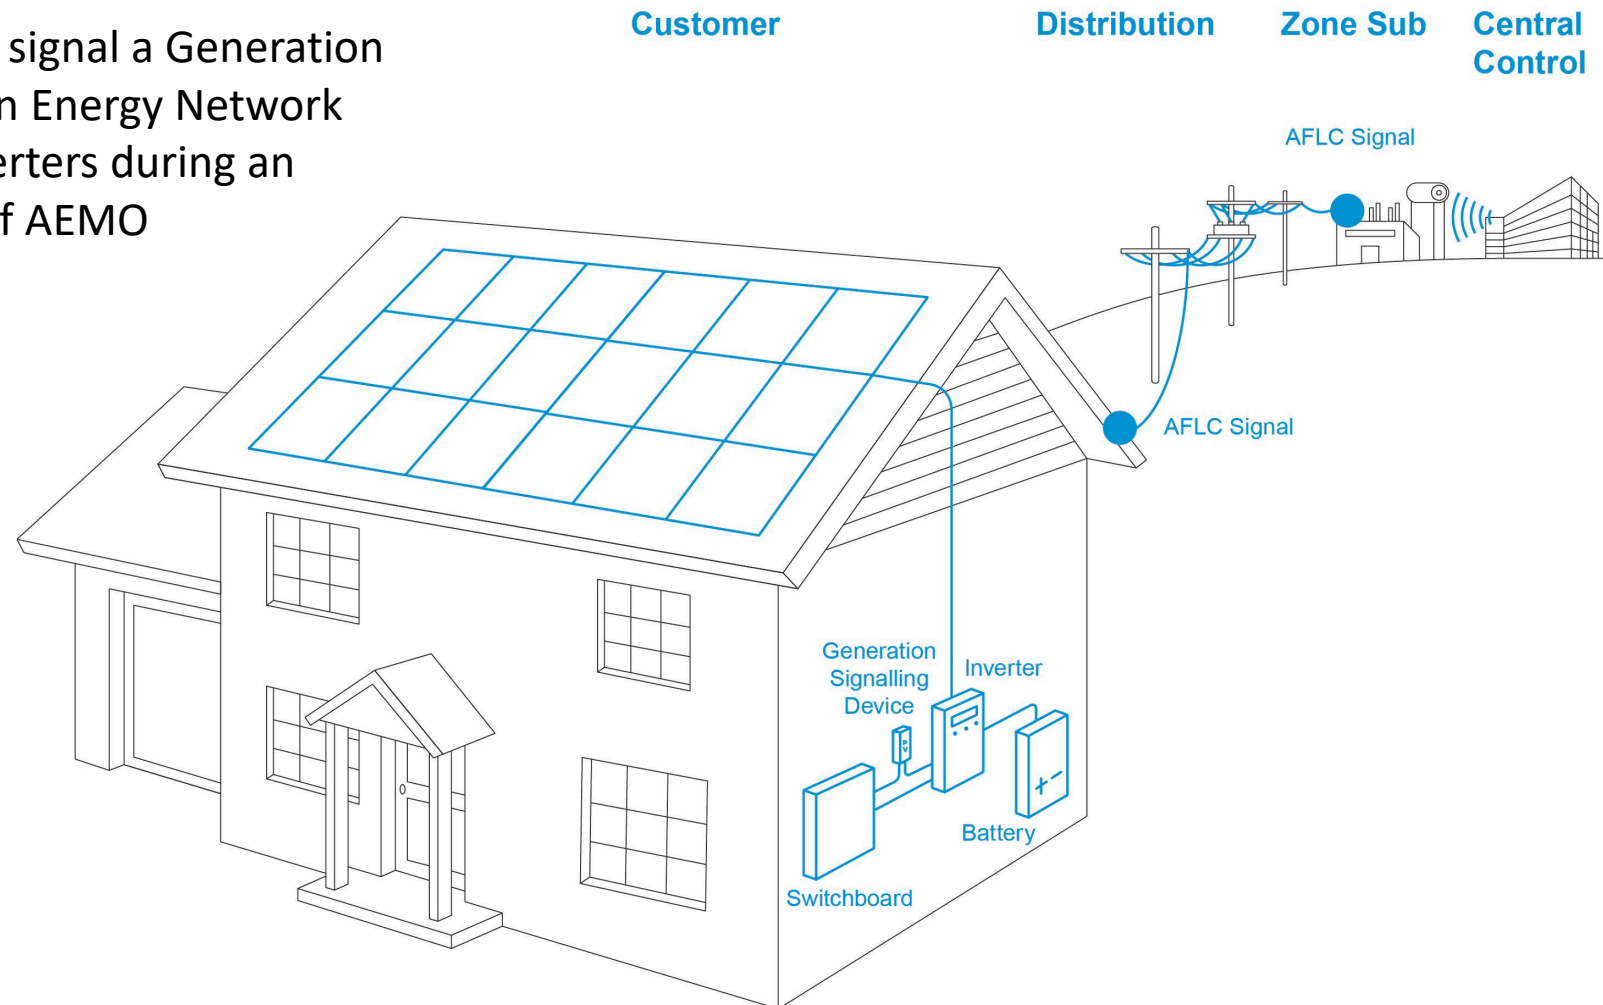 signal a Generation
n Energy Network
erters during an
f AEMO
Customer
Distribution
Zone Sub
Central
Control
AFLC Signal
AFLC Signal
Generation
Signalling
Device
Inverter
PV
Battery
Switchboard